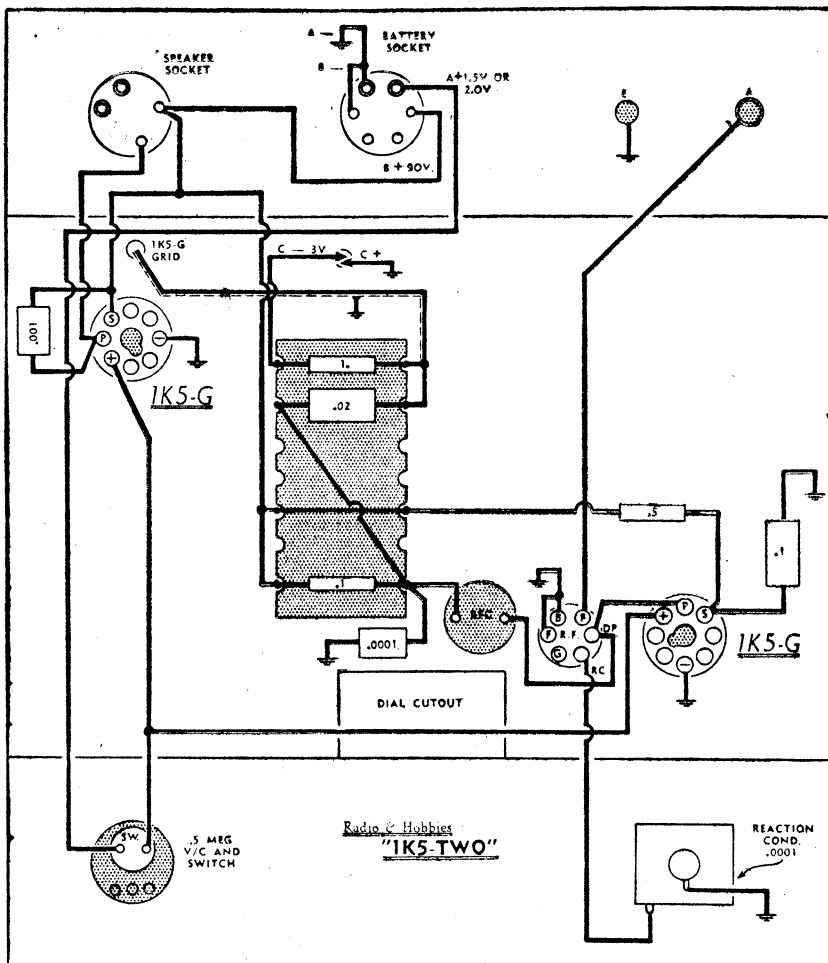 A —
BATTERY
SOCKET
SPEAKER
SOCKET
B —
A+1.5V OR
2.0V
E
A
B + 90V.
1K5-G
GRID
C — 3V
C +
.001
S
P
—
+
1K5-G
1.
.02
.5
.1
.1
RFC
.0001
B
P
F
R.F.
DP
G
RC
P
+
S
—
1K5-G
DIAL CUTOUT
SW.
.5 MEG
V/C AND
SWITCH
Radio & Hobbies
"1K5-TWO"
REACTION
COND.
.0001